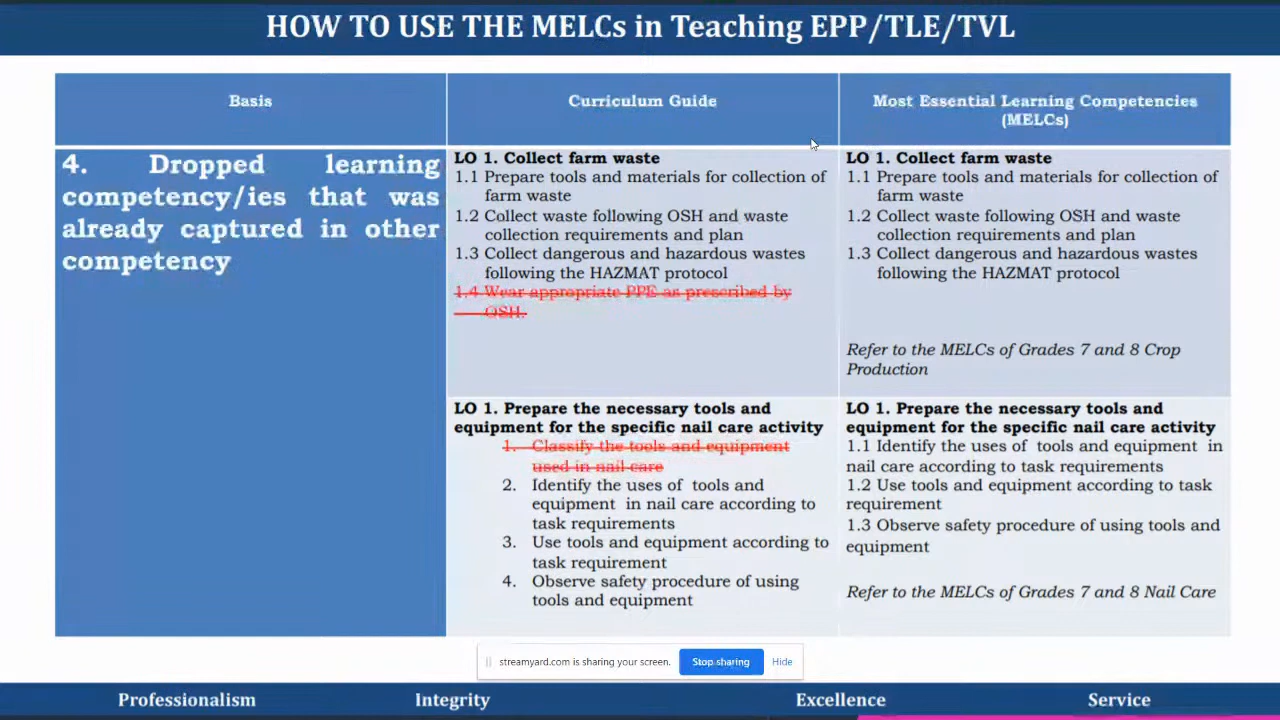 HOW TO USE THE MELCs in Teaching EPP/TLE/TVL
Basis
Curriculum Guide
Most Essential Learning Competencies
(MELCs)
4. Dropped learning
competency/ies that was
already captured in other
competency
LO 1. Collect farm waste
1.1 Prepare tools and materials for collection of
farm waste
1.2 Collect waste following OSH and waste
collection requirements and plan
1.3 Collect dangerous and hazardous wastes
following the HAZMAT protocol
1.4 Wear appropriate PPE as prescribed by
OSH.
LO 1. Collect farm waste
1.1 Prepare tools and materials for collection of
farm waste
1.2 Collect waste following OSH and waste
collection requirements and plan
1.3 Collect dangerous and hazardous wastes
following the HAZMAT protocol
Refer to the MELCs of Grades 7 and 8 Crop
Production
LO 1. Prepare the necessary tools and
equipment for the specific nail care activity
1. Classify the tools and equipment
used in nail care
2. Identify the uses of tools and
equipment in nail care according to
task requirements
3. Use tools and equipment according to
task requirement
4. Observe safety procedure of using
tools and equipment
LO 1. Prepare the necessary tools and
equipment for the specific nail care activity
1.1 Identify the uses of tools and equipment in
nail care according to task requirements
1.2 Use tools and equipment according to task
requirement
1.3 Observe safety procedure of using tools and
equipment
Refer to the MELCs of Grades 7 and 8 Nail Care
streamyard.com is sharing your screen.
Stop sharing
Hide
Professionalism
Integrity
Excellence
Service